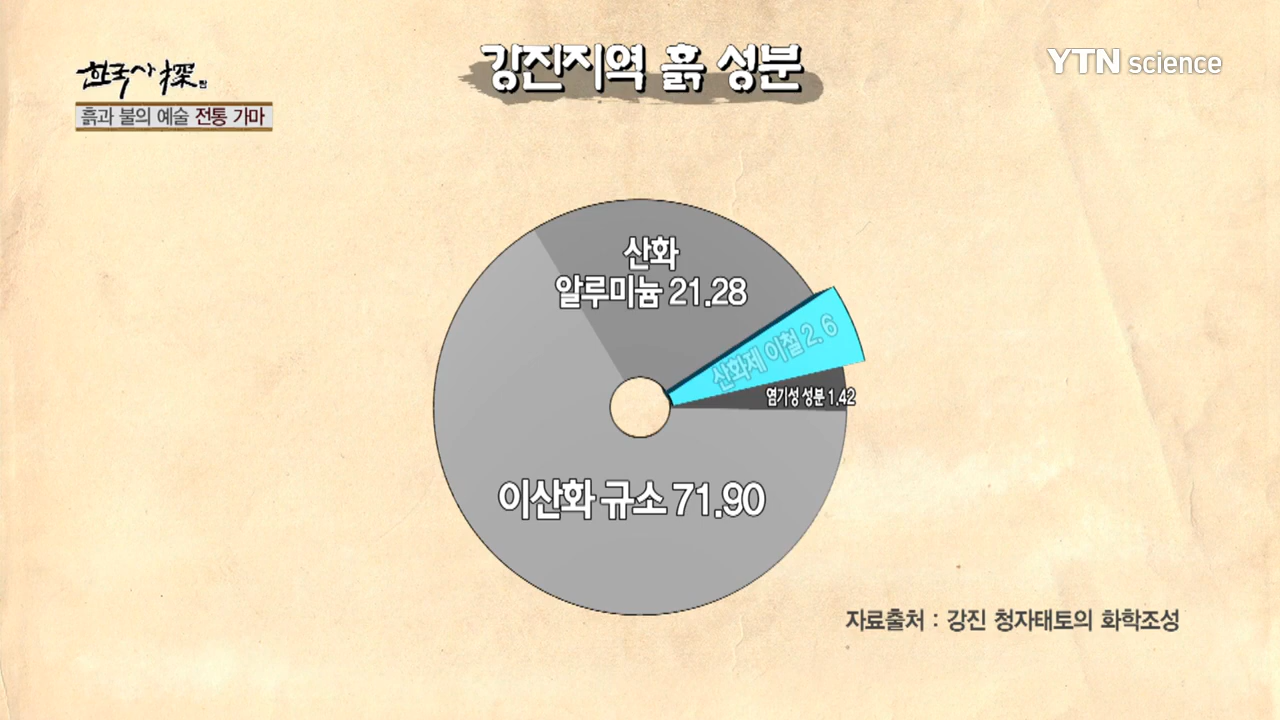 강진지역 흙 성분
YTN science
한국사 探 탐
흙과 불의 예술 전통 가마
산화
알루미늄 21.28
산화제 이철 2.6
염기성 성분 1.42
이산화 규소 71.90
자료출처 : 강진 청자태토의 화학조성